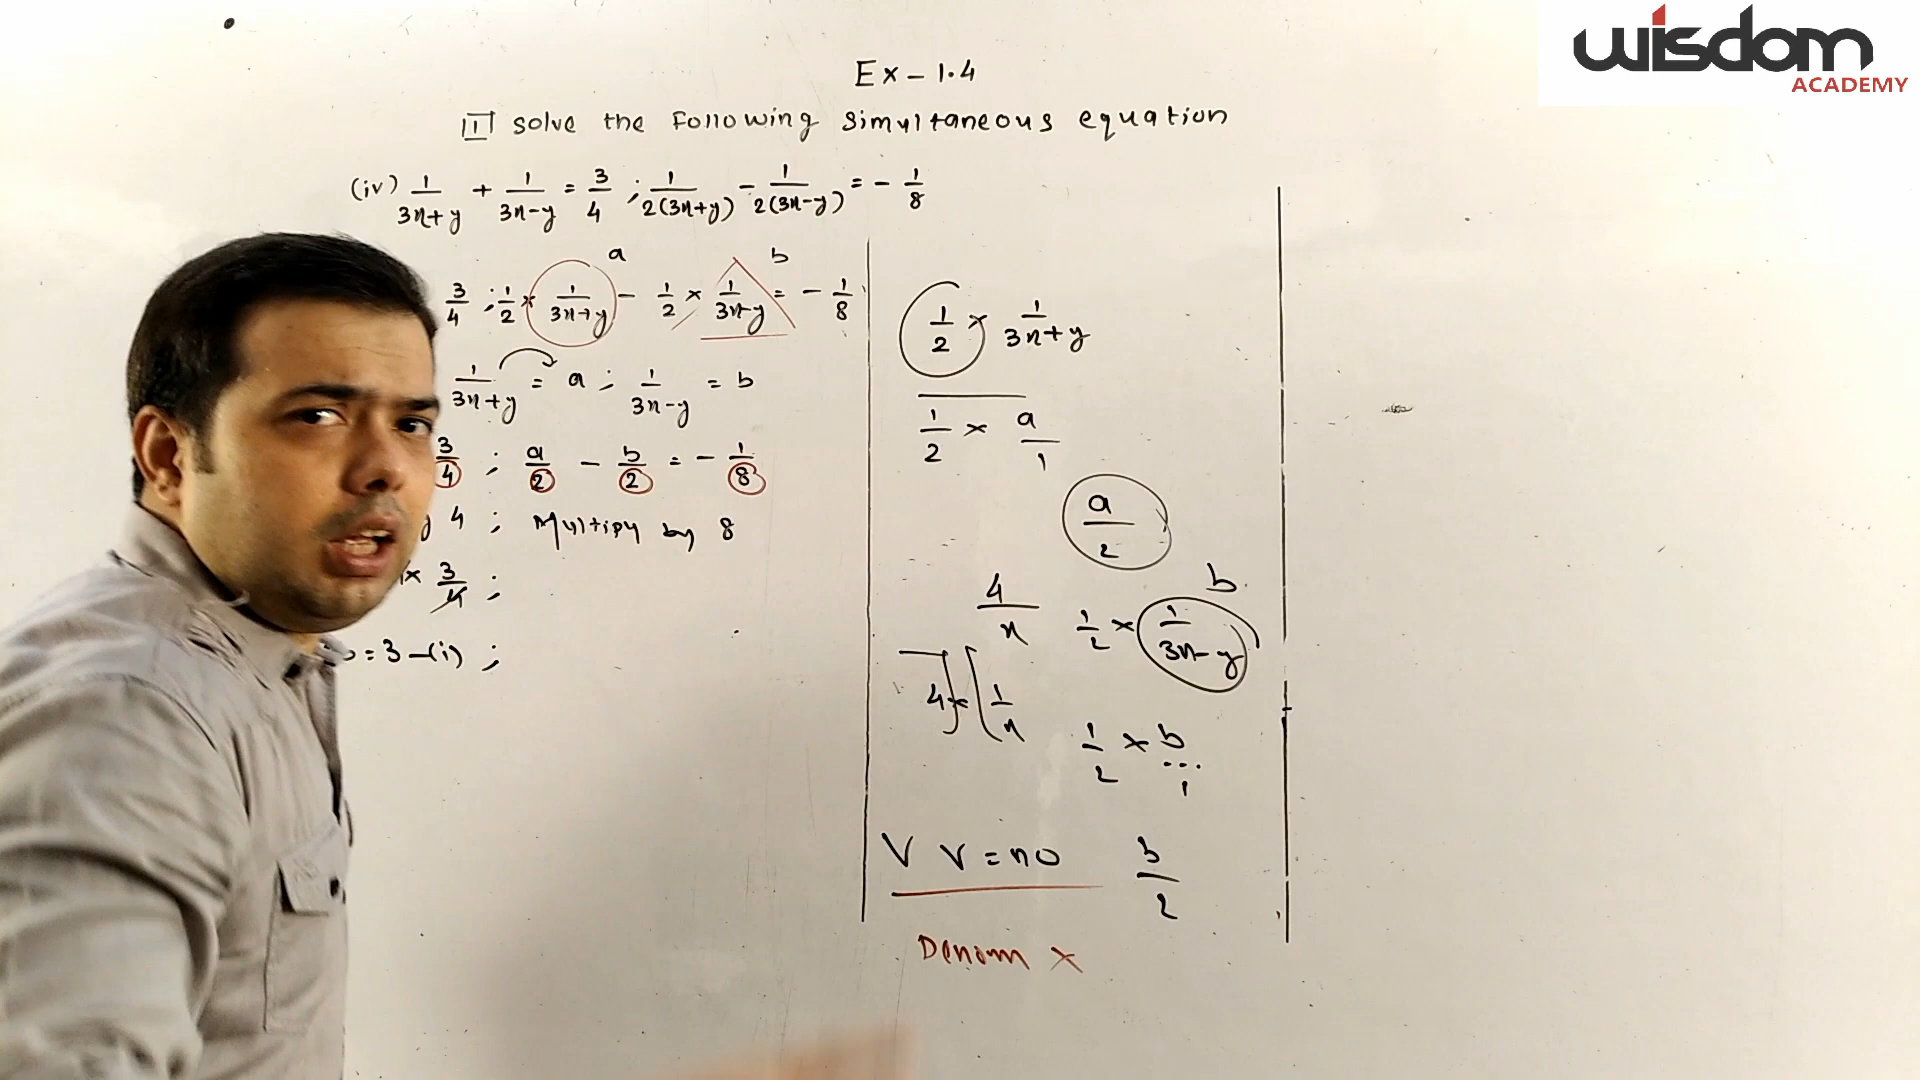 wisdom
ACADEMY
Ex - 1.4
1] Solve the Following Simultaneous equation
(iv) 1/(3x+y) + 1/(3x-y) = 3/4 ; 1/2(3x+y) - 1/2(3x-y) = - 1/8
a b
3/4 ; 1/2 × 1/(3x+y) - 1/2 × 1/(3x-y) = - 1/8
1/(3x+y) = a ; 1/(3x-y) = b
3/4 ; a/2 - b/2 = - 1/8
y 4 ; Multipy by 8
× 3/4 ;
= 3 -(i) ;
1/2 × 1/(3x+y)
1/2 × a/1
a/2
4/x
4 × 1/x
b
1/2 × 1/(3x-y)
1/2 × b/1
V V = no
b/2
Denom ×